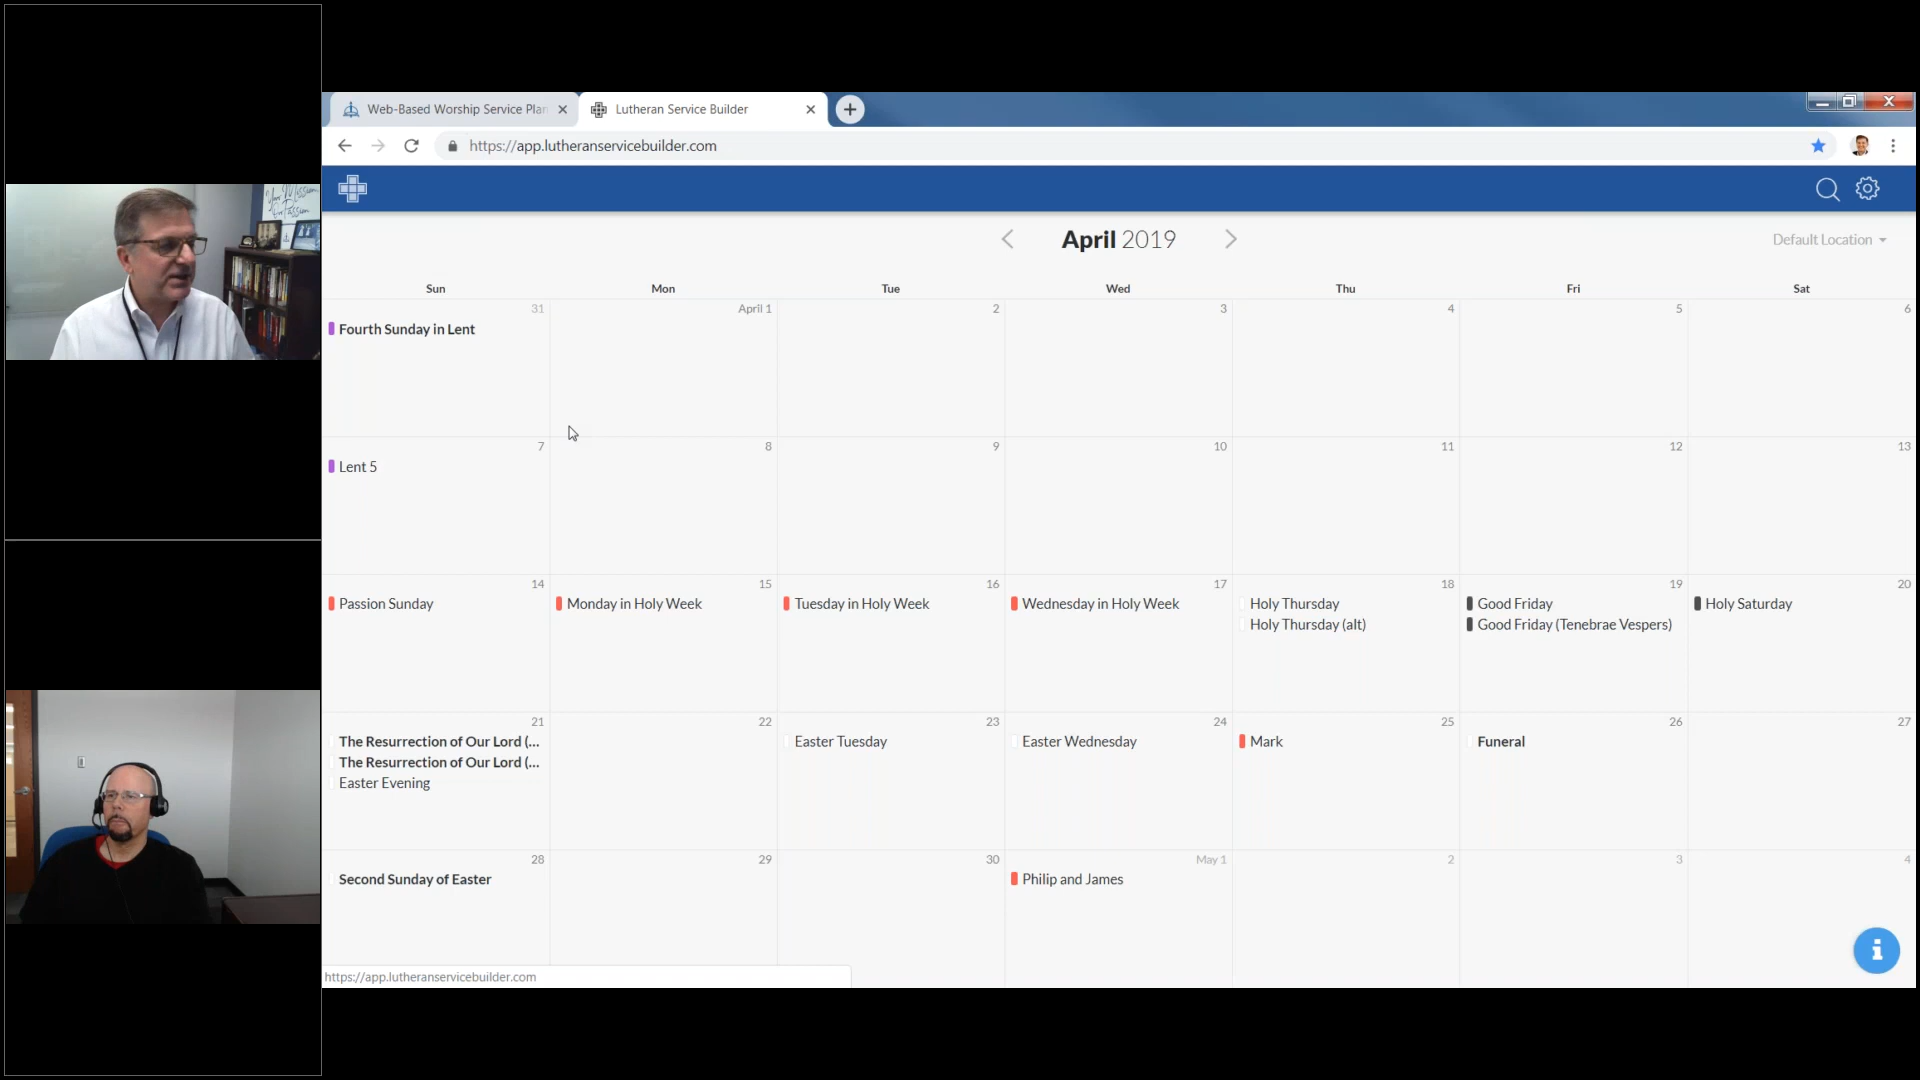 Your Mission
Our Passion
Web-Based Worship Service Plan
Lutheran Service Builder
https://app.lutheranservicebuilder.com
April 2019
Default Location
Sun Mon Tue Wed Thu Fri Sat
31 April 1 2 3 4 5 6
Fourth Sunday in Lent
7 8 9 10 11 12 13
Lent 5
14 15 16 17 18 19 20
Passion Sunday Monday in Holy Week Tuesday in Holy Week Wednesday in Holy Week Holy Thursday Good Friday Holy Saturday
Holy Thursday (alt) Good Friday (Tenebrae Vespers)
21 22 23 24 25 26 27
The Resurrection of Our Lord (... Easter Tuesday Easter Wednesday Mark Funeral
The Resurrection of Our Lord (...
Easter Evening
28 29 30 May 1 2 3 4
Second Sunday of Easter Philip and James
https://app.lutheranservicebuilder.com